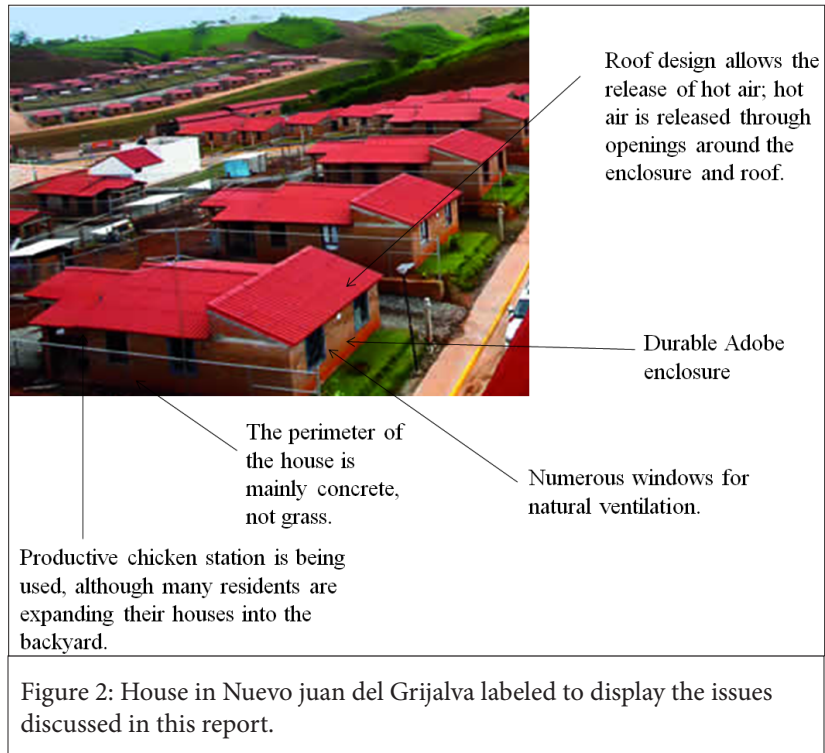 Roof design allows the
release of hot air; hot
air is released through
openings around the
enclosure and roof.
Durable Adobe
enclosure
The perimeter of
the house is
mainly concrete,
not grass.
Numerous windows for
natural ventilation.
Productive chicken station is being
used, although many residents are
expanding their houses into the
backyard.
Figure 2: House in Nuevo juan del Grijalva labeled to display the issues
discussed in this report.